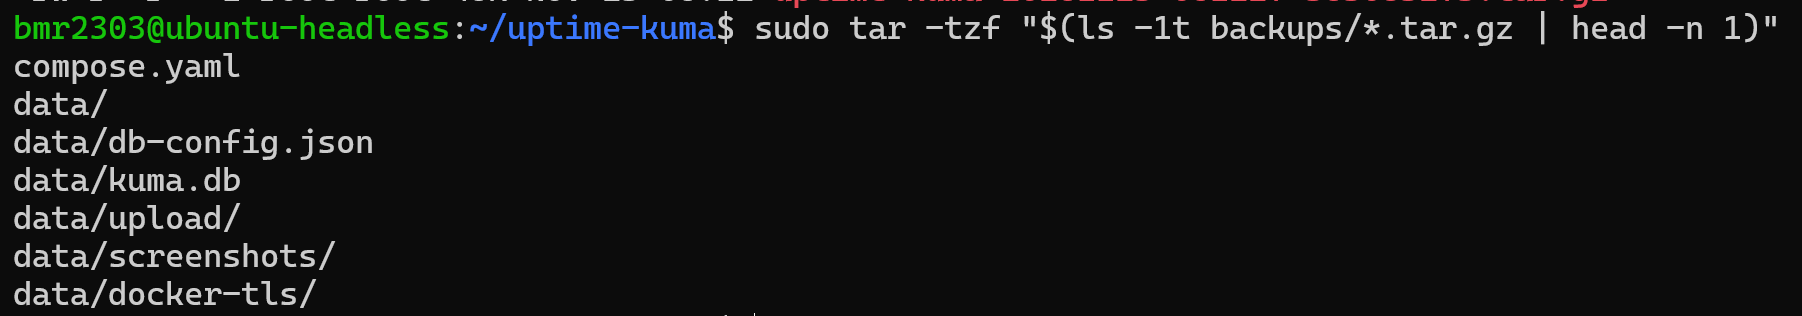 bmr2303@ubuntu-headless:~/uptime-kuma$ sudo tar -tzf "$(ls -1t backups/*.tar.gz | head -n 1)"
compose.yaml
data/
data/db-config.json
data/kuma.db
data/upload/
data/screenshots/
data/docker-tls/